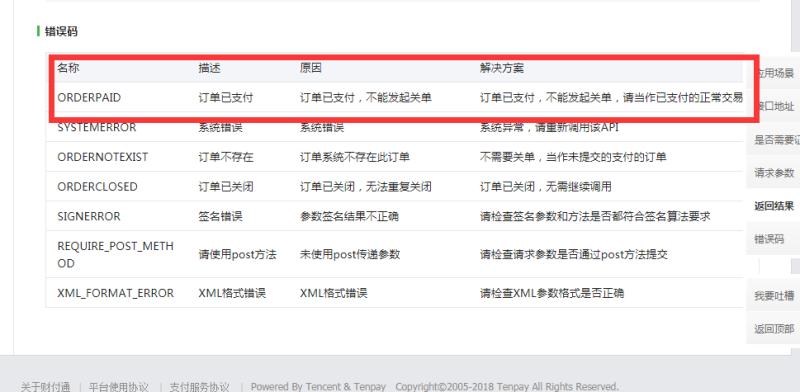 错误码
名称 描述 原因 解决方案
ORDERPAID 订单已支付 订单已支付，不能发起关单 订单已支付，不能发起关单，请当作已支付的正常交易
SYSTEMERROR 系统错误 系统错误 系统异常，请重新调用该API
ORDERNOTEXIST 订单不存在 订单系统不存在此订单 不需要关单，当作未提交的支付的订单
ORDERCLOSED 订单已关闭 订单已关闭，无法重复关闭 订单已关闭，无需继续调用
SIGNERROR 签名错误 参数签名结果不正确 请检查签名参数和方法是否都符合签名算法要求
REQUIRE_POST_METH
OD 请使用post方法 未使用post传递参数 请检查请求参数是否通过post方法提交
XML_FORMAT_ERROR XML格式错误 XML格式错误 请检查XML参数格式是否正确
应用场景
接口地址
是否需要
请求参数
返回结果
错误码
我要吐槽
返回顶部
关于财付通 | 平台使用协议 | 支付服务协议 | Powered By Tencent & Tenpay Copyright©2005-2018 Tenpay All Rights Reserved.